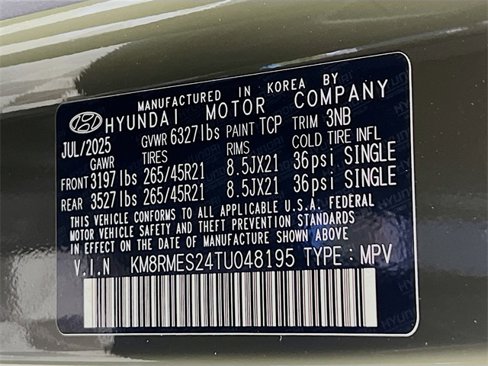 MANUFACTURED IN KOREA BY
HYUNDAI MOTOR COMPANY
JUL/2025 GVWR 6327lbs PAINT TCP TRIM 3NB
GAWR TIRES RIMS COLD TIRE INFL
FRONT 3197lbs 265/45R21 8.5JX21 36psi SINGLE
REAR 3527lbs 265/45R21 8.5JX21 36psi SINGLE
THIS VEHICLE CONFORMS TO ALL APPLICABLE U.S.A. FEDERAL
MOTOR VEHICLE SAFETY AND THEFT PREVENTION STANDARDS
IN EFFECT ON THE DATE OF MANUFACTURE SHOWN ABOVE.
V.I.N KM8RMES24TU048195 TYPE : MPV